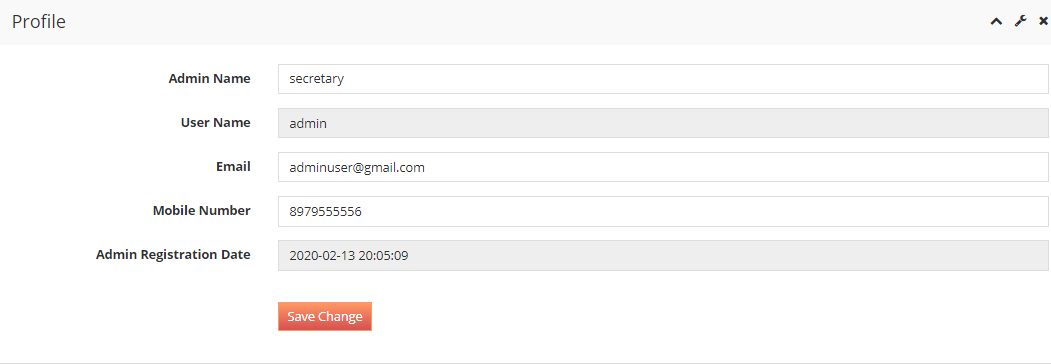 Profile
Admin Name secretary
User Name admin
Email adminuser@gmail.com
Mobile Number 8979555556
Admin Registration Date 2020-02-13 20:05:09
Save Change